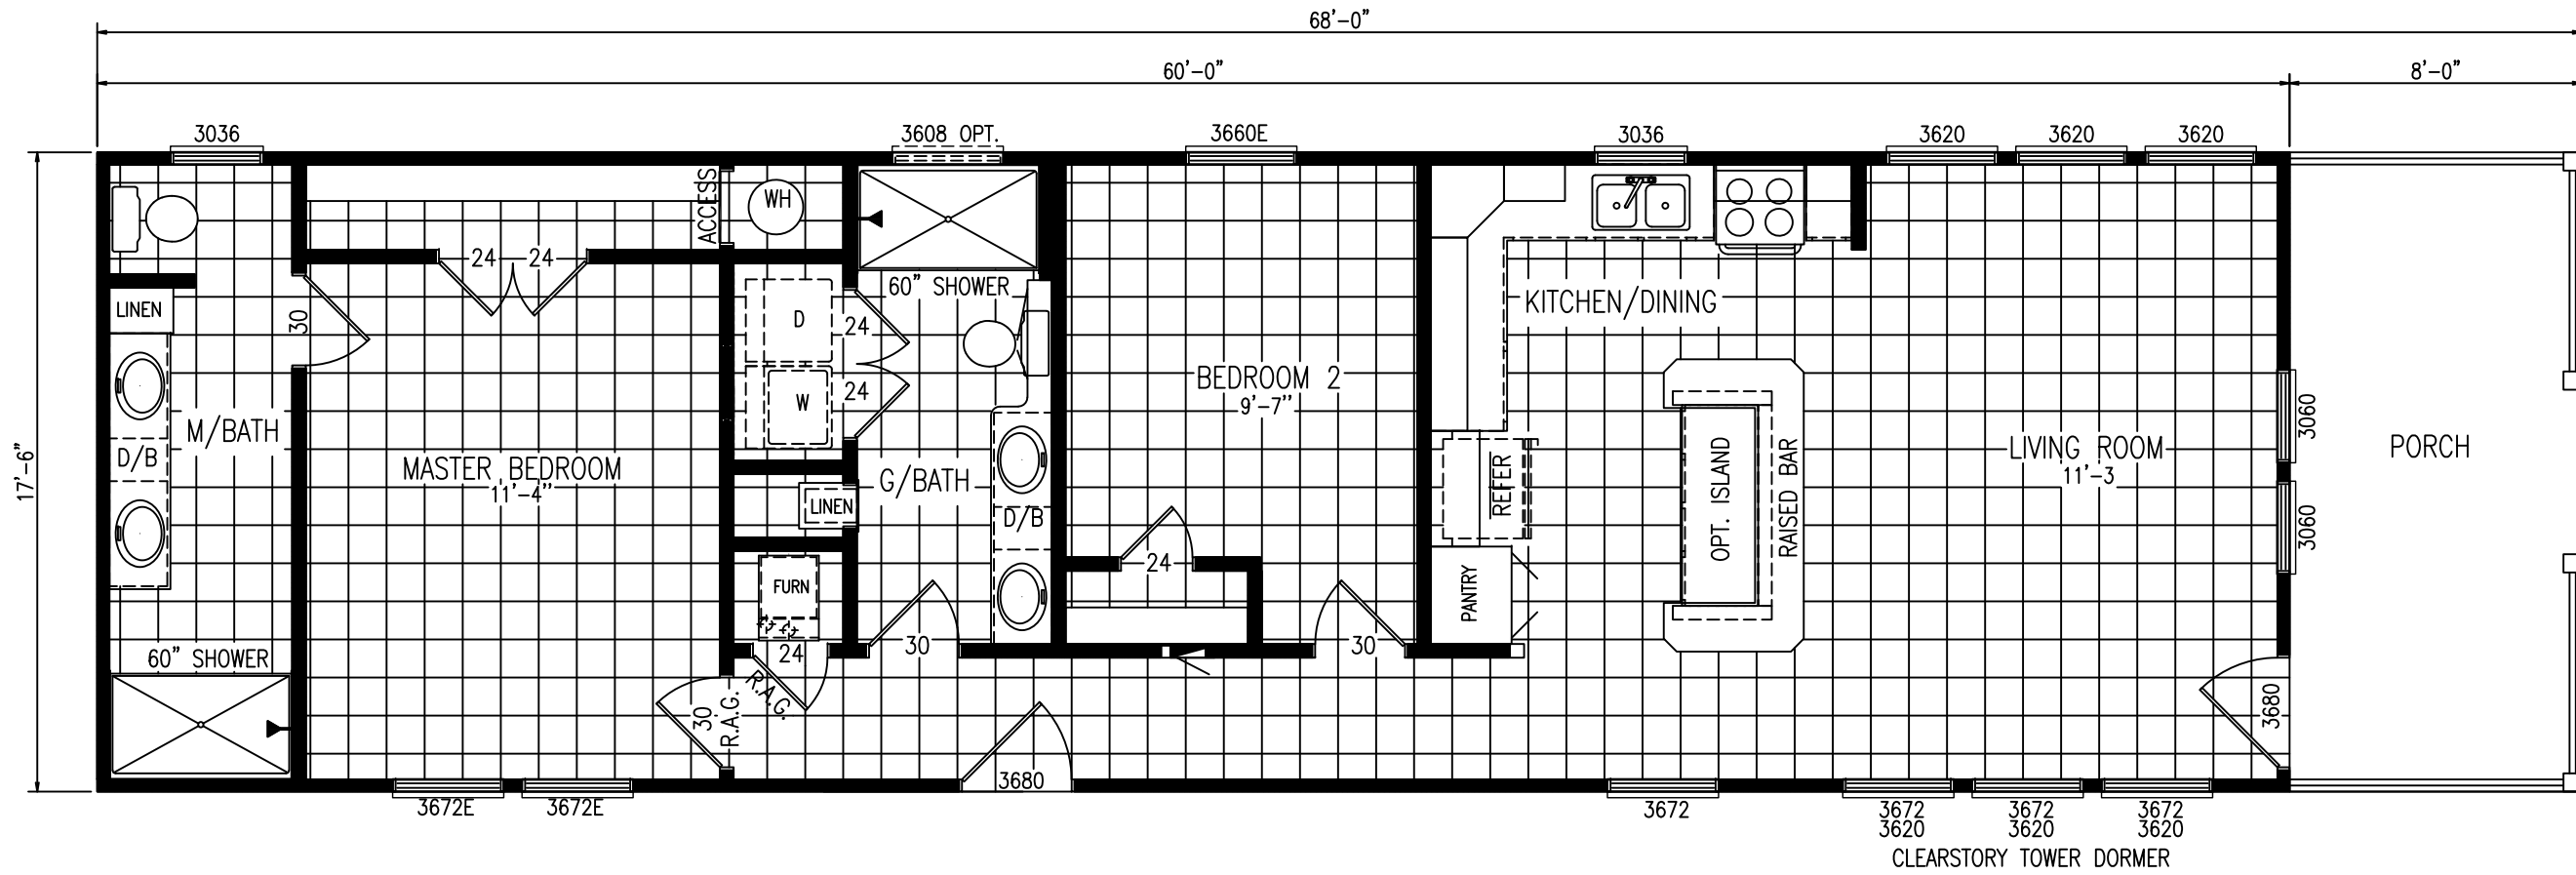 68'-0"
60'-0"
8'-0"
3036
3608 OPT.
3660E
3036
3620
3620
3620
17'-6"
ACCESS
WH
24
24
60" SHOWER
LINEN
30
D
24
KITCHEN/DINING
W
24
BEDROOM 2
9'-7"
M/BATH
D/B
MASTER BEDROOM
11'-4"
G/BATH
LINEN
D/B
REFER
OPT. ISLAND
RAISED BAR
LIVING ROOM
11'-3
3060
3060
PORCH
FURN
24
PANTRY
60" SHOWER
24
30
30
30
R.A.G.
R.A.G.
3680
3680
3672E
3672E
3672
3672
3620
3672
3620
3672
3620
CLEARSTORY TOWER DORMER